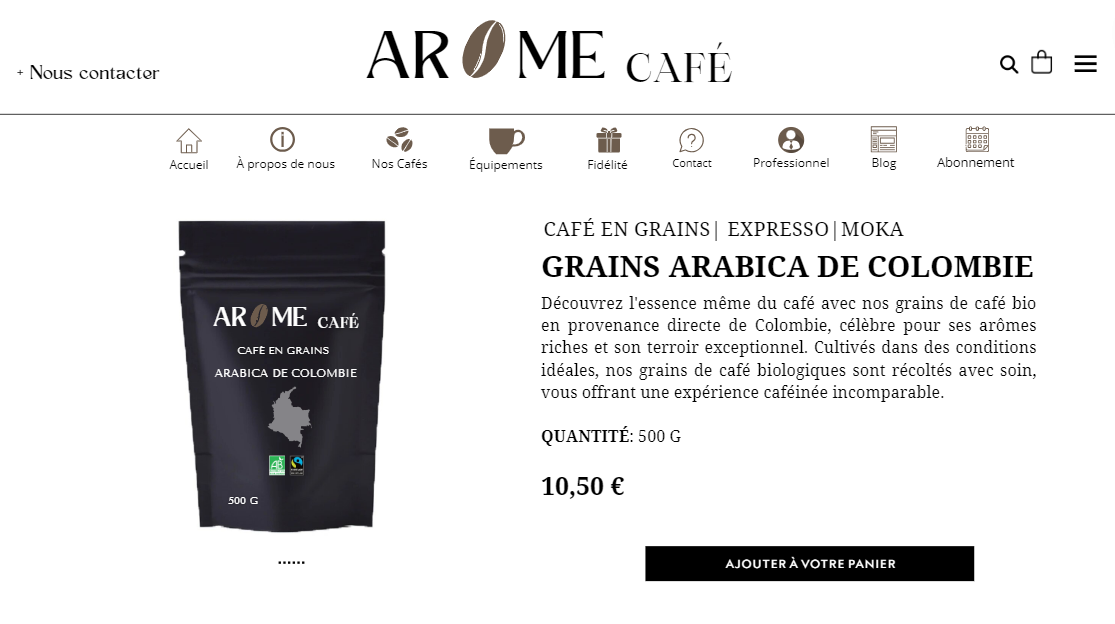 + Nous contacter
AROME CAFÉ
Accueil
À propos de nous
Nos Cafés
Équipements
Fidélité
Contact
Professionnel
Blog
Abonnement
AROME CAFÉ
CAFÉ EN GRAINS
ARABICA DE COLOMBIE
AB
500 G
......
CAFÉ EN GRAINS| EXPRESSO|MOKA
GRAINS ARABICA DE COLOMBIE
Découvrez l'essence même du café avec nos grains de café bio
en provenance directe de Colombie, célèbre pour ses arômes
riches et son terroir exceptionnel. Cultivés dans des conditions
idéales, nos grains de café biologiques sont récoltés avec soin,
vous offrant une expérience caféinée incomparable.
QUANTITÉ: 500 G
10,50 €
AJOUTER À VOTRE PANIER